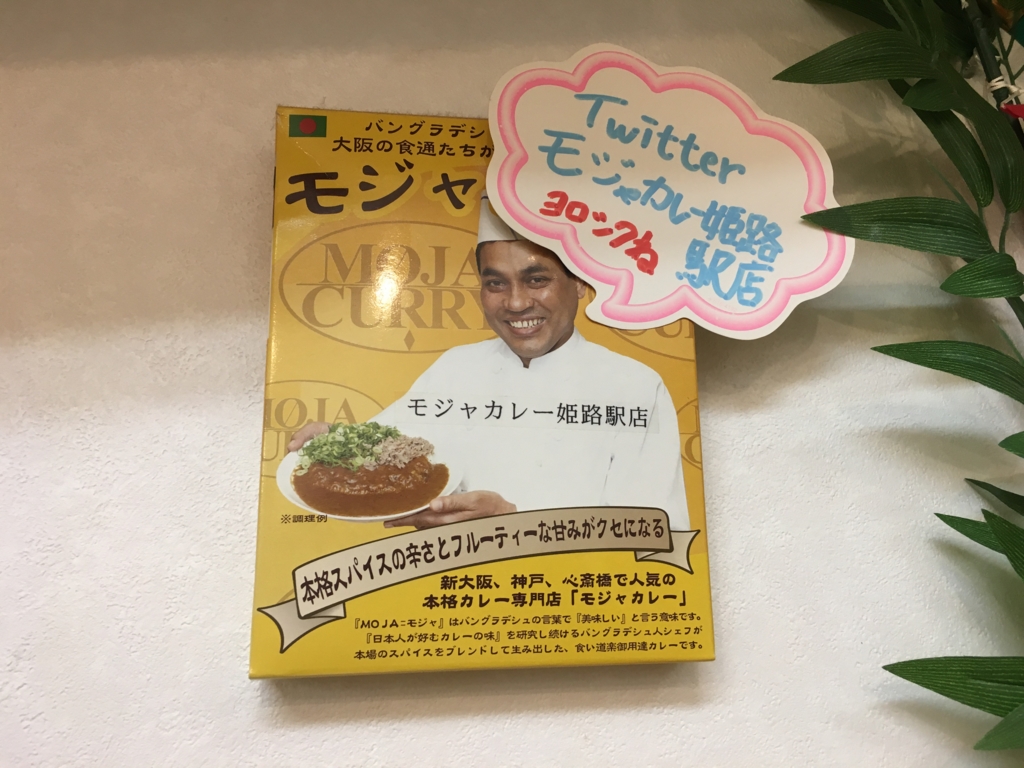 バングラデシ
大阪の食通たちが
モジャ
MOJA
CURRY
Twitter
モジャカレー姫路
駅店
ヨロシクね
モジャカレー姫路駅店
※調理例
本格スパイスの辛さとフルーティーな甘みがクセになる
新大阪、神戸、心斎橋で人気の
本格カレー専門店「モジャカレー」
『MOJA=モジャ』はバングラデシュの言葉で『美味しい』と言う意味です。
『日本人が好むカレーの味』を研究し続けるバングラデシュ人シェフが
本場のスパイスをブレンドして生み出した、食い道楽御用達カレーです。